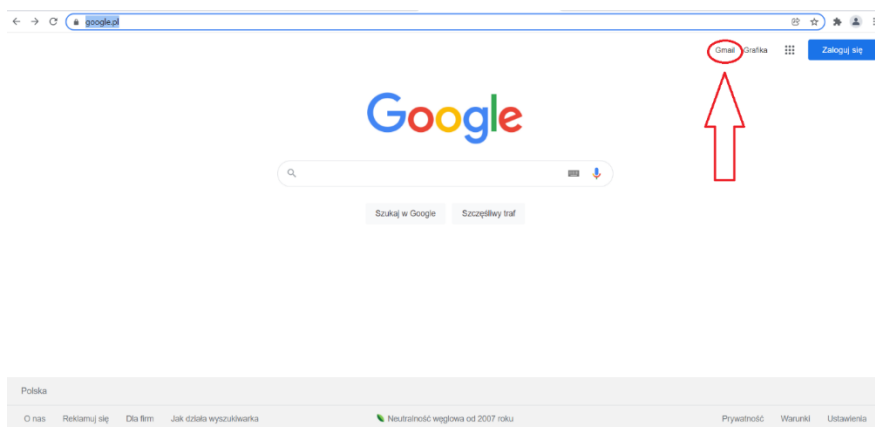 google.pl
Gmail Grafika Zaloguj się
Google
Szukaj w Google Szczęśliwy traf
Polska
O nas Reklamuj się Dla firm Jak działa wyszukiwarka Neutralność węglowa od 2007 roku Prywatność Warunki Ustawienia